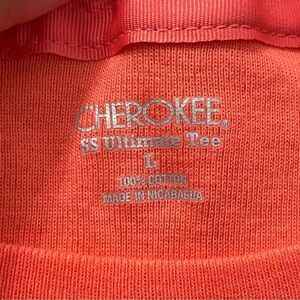 CHEROKEE®
SS Ultimate Tee
L
100% COTTON
MADE IN NICARAGUA